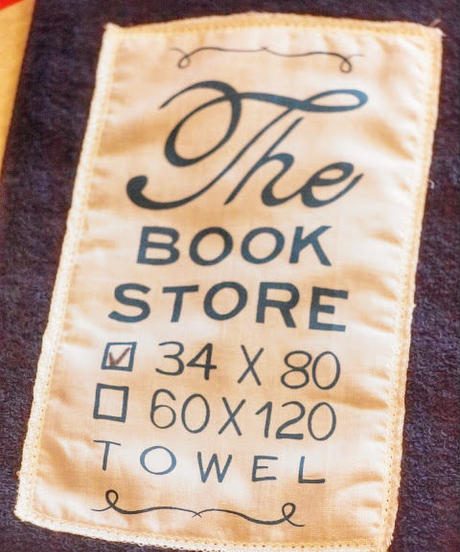 The
BOOK
STORE
☑ 34 X 80
☐ 60X120
TOWEL